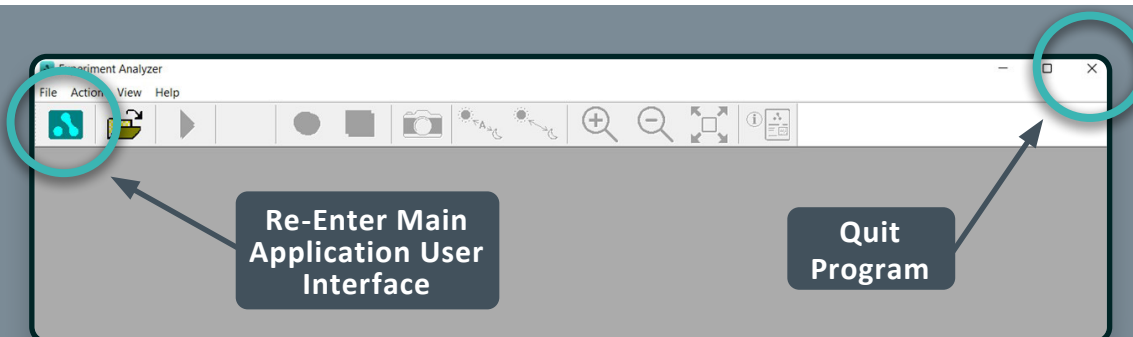 Experiment Analyzer
File Action View Help
A
Re-Enter Main
Application User
Interface
Quit
Program